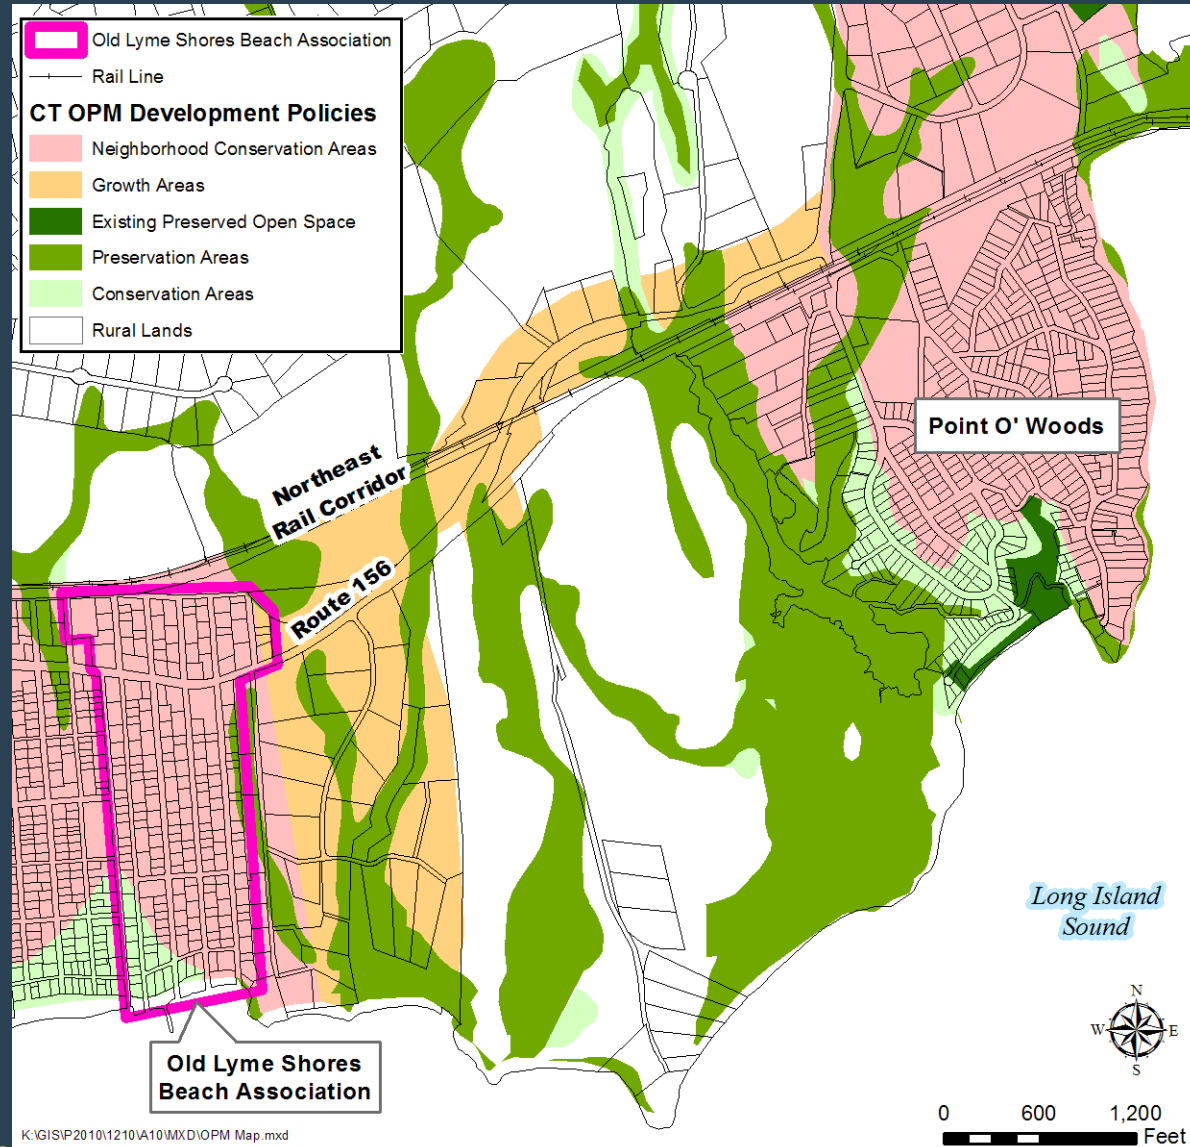 Old Lyme Shores Beach Association
Rail Line
CT OPM Development Policies
Neighborhood Conservation Areas
Growth Areas
Existing Preserved Open Space
Preservation Areas
Conservation Areas
Rural Lands
Point O' Woods
Northeast
Rail Corridor
Route 156
Long Island
Sound
N
W
E
S
Old Lyme Shores
Beach Association
0 600 1,200
Feet
K:\GIS\P2010\1210\A10\MXD\OPM Map.mxd